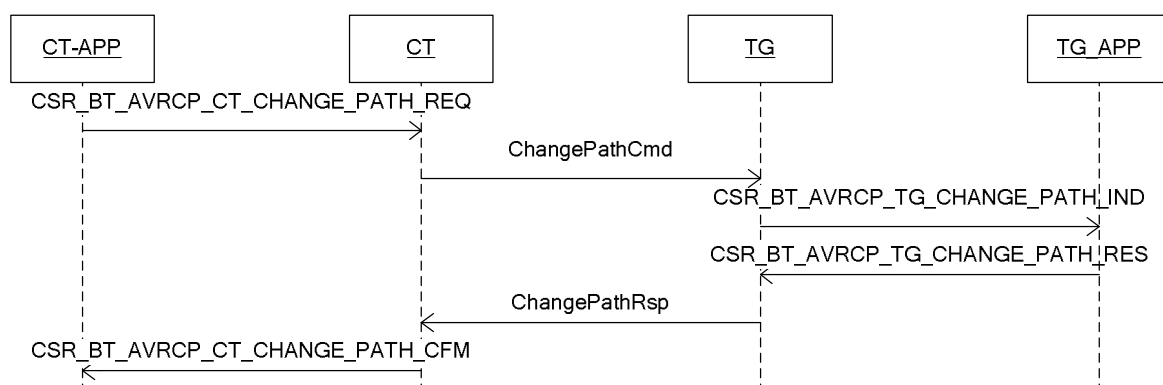 CT-APP
CT
TG
TG_APP
CSR_BT_AVRCP_CT_CHANGE_PATH_REQ
ChangePathCmd
CSR_BT_AVRCP_TG_CHANGE_PATH_IND
CSR_BT_AVRCP_TG_CHANGE_PATH_RES
ChangePathRsp
CSR_BT_AVRCP_CT_CHANGE_PATH_CFM